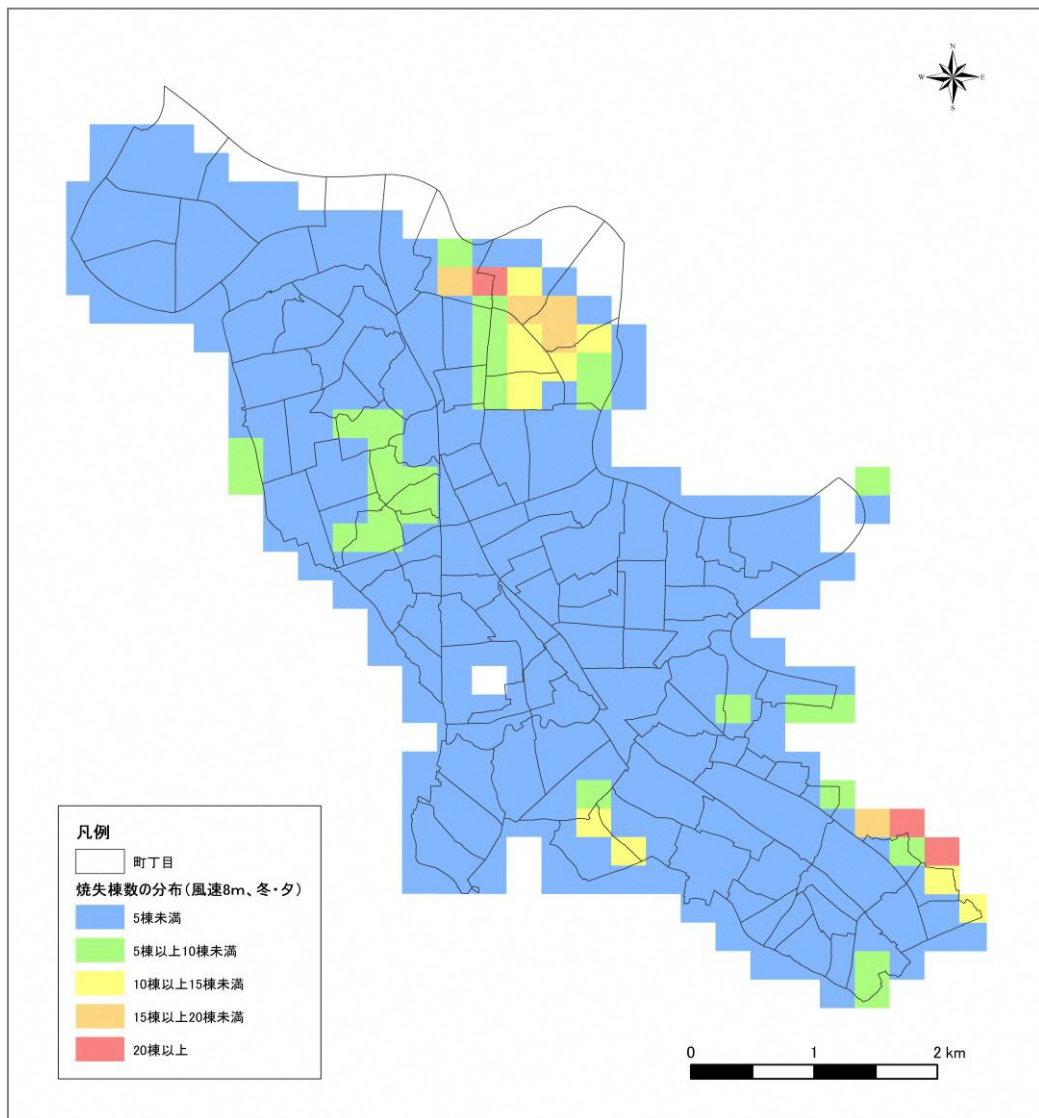 N
W
E
S
凡例
町丁目
焼失棟数の分布(風速8m、冬・夕)
5棟未満
5棟以上10棟未満
10棟以上15棟未満
15棟以上20棟未満
20棟以上
0 1 2 km